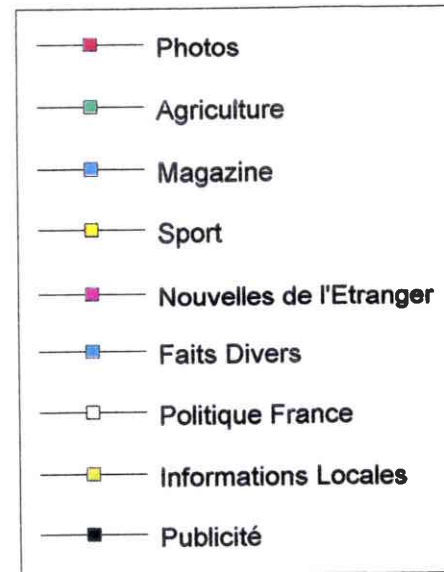 Photos
Agriculture
Magazine
Sport
Nouvelles de l'Etranger
Faits Divers
Politique France
Informations Locales
Publicité